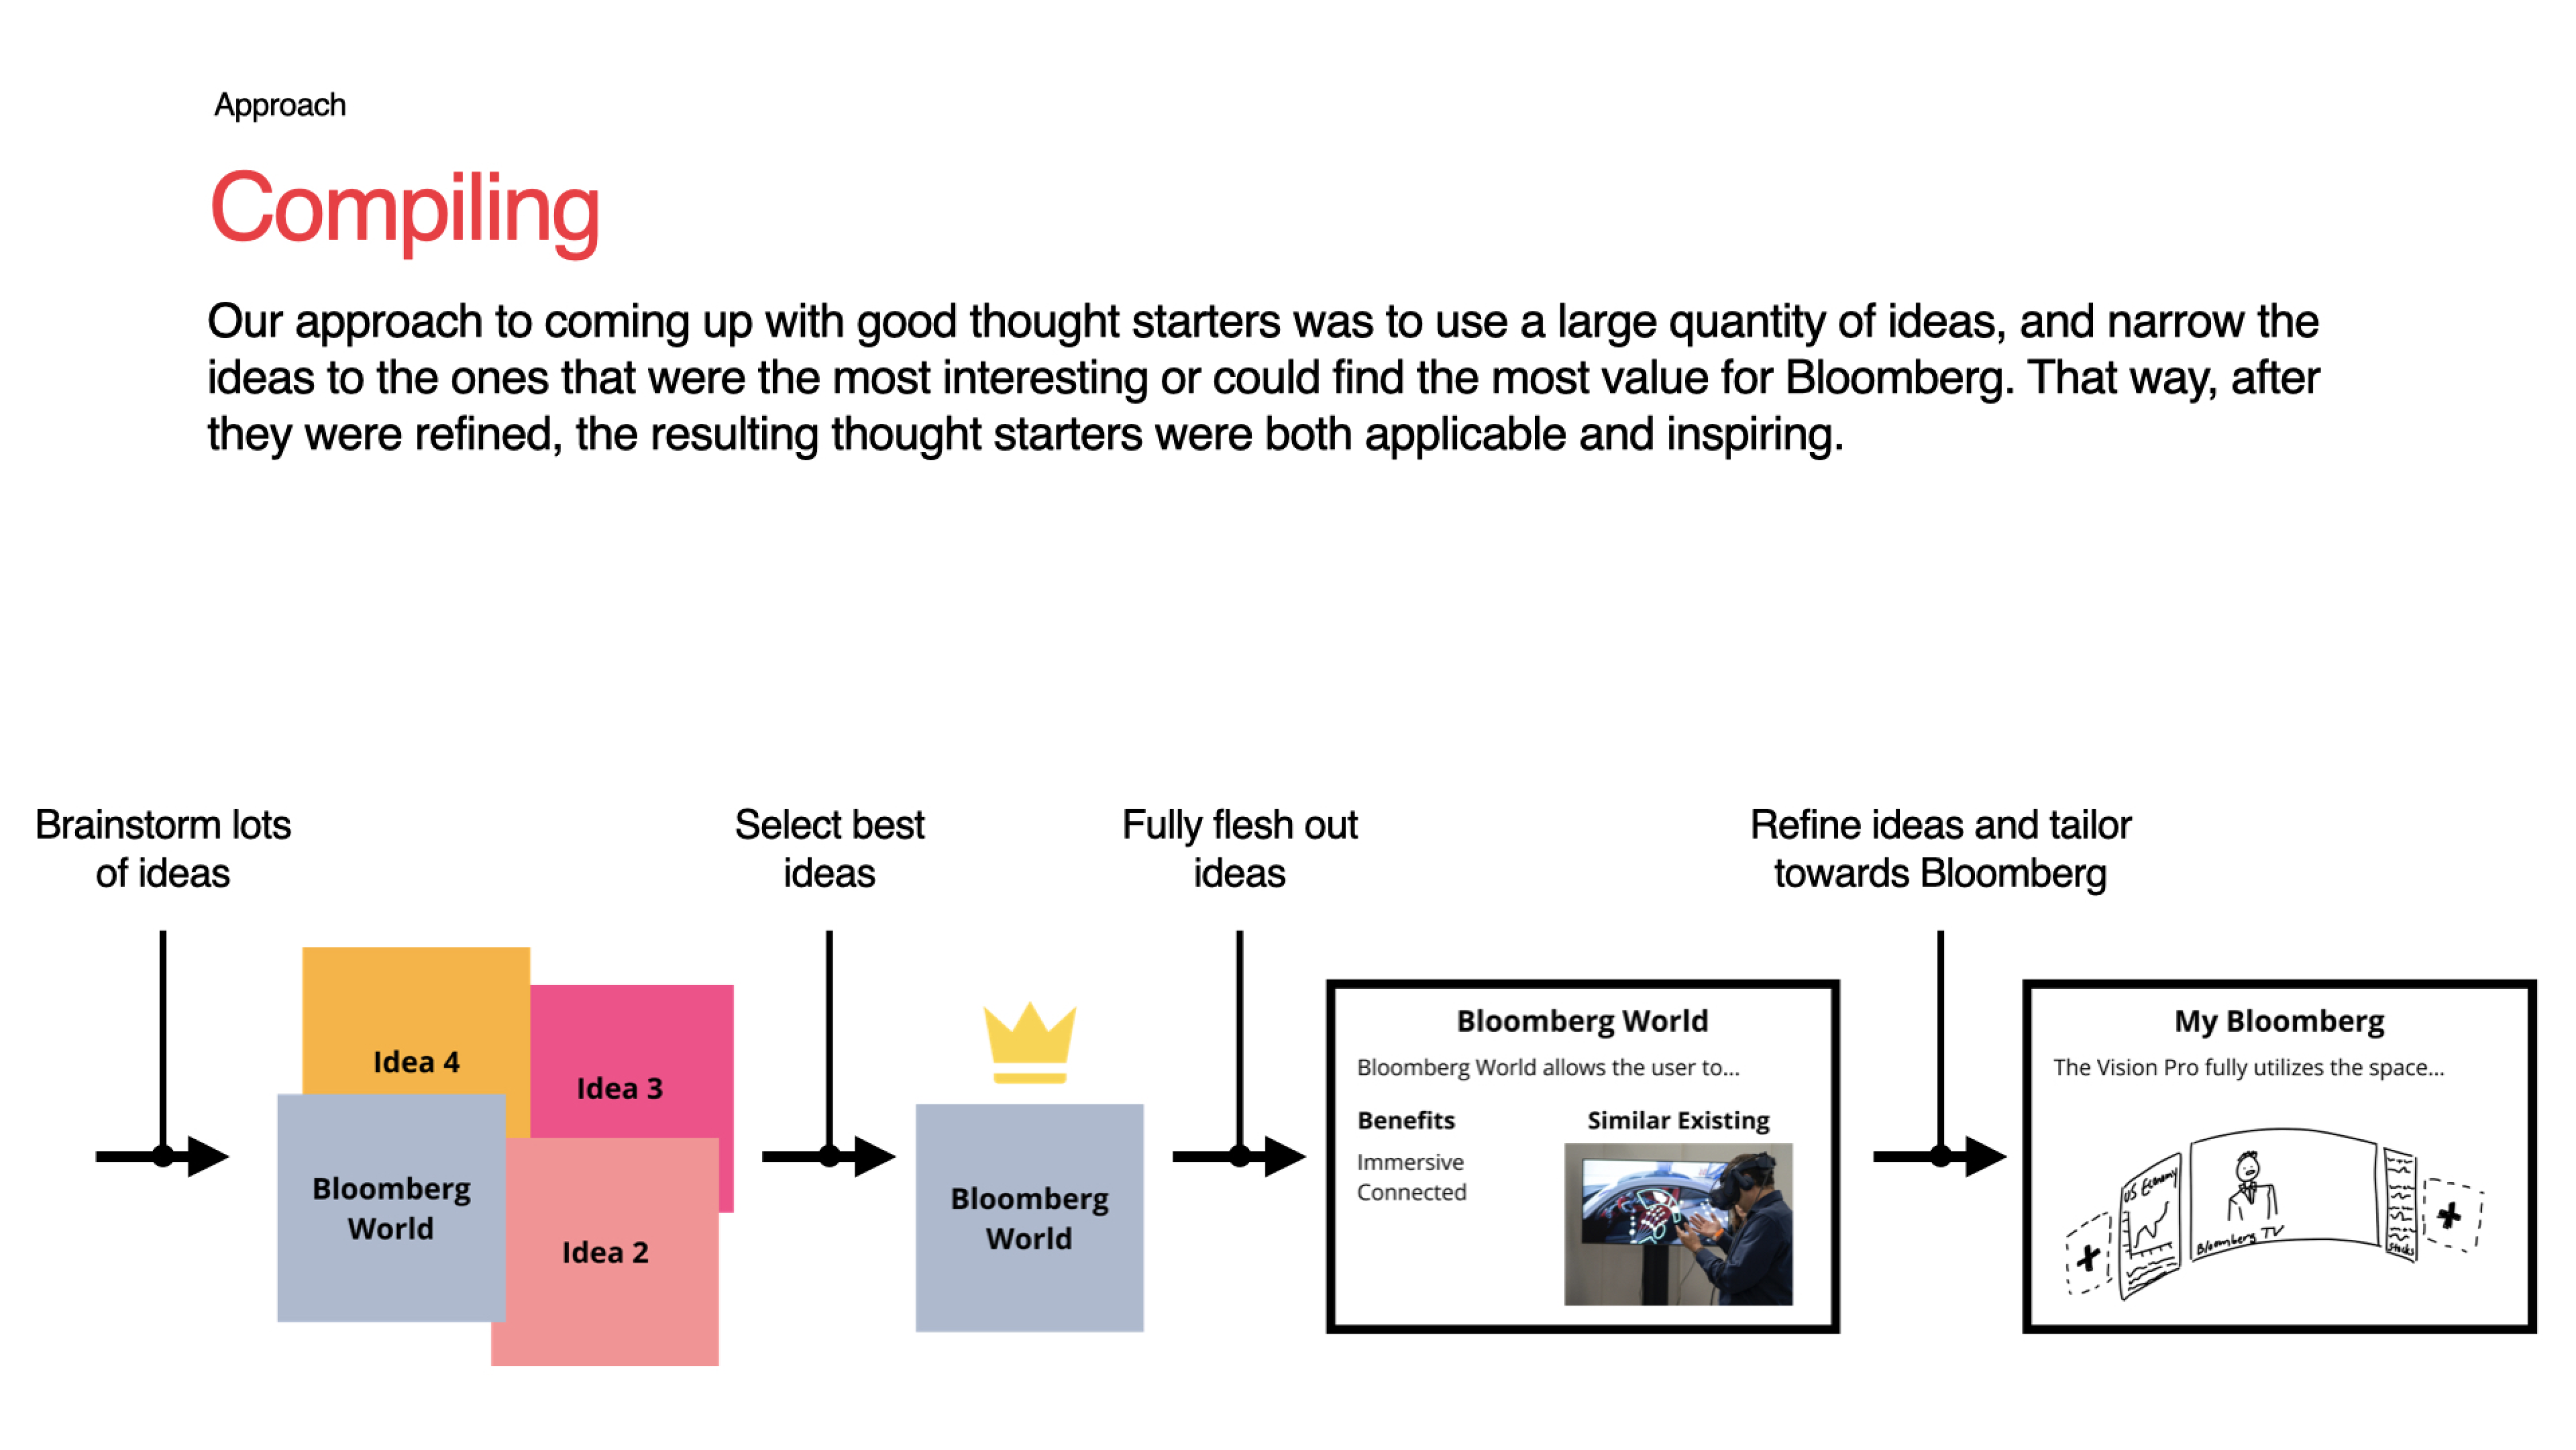 Approach
Compiling
Our approach to coming up with good thought starters was to use a large quantity of ideas, and narrow the
ideas to the ones that were the most interesting or could find the most value for Bloomberg. That way, after
they were refined, the resulting thought starters were both applicable and inspiring.
Brainstorm lots
of ideas
Select best
ideas
Fully flesh out
ideas
Refine ideas and tailor
towards Bloomberg
Idea 4
Idea 3
Bloomberg
World
Idea 2
Bloomberg
World
Bloomberg World
Bloomberg World allows the user to...
Benefits
Immersive
Connected
Similar Existing
My Bloomberg
The Vision Pro fully utilizes the space...
US Economy
Bloomberg TV
Stocks